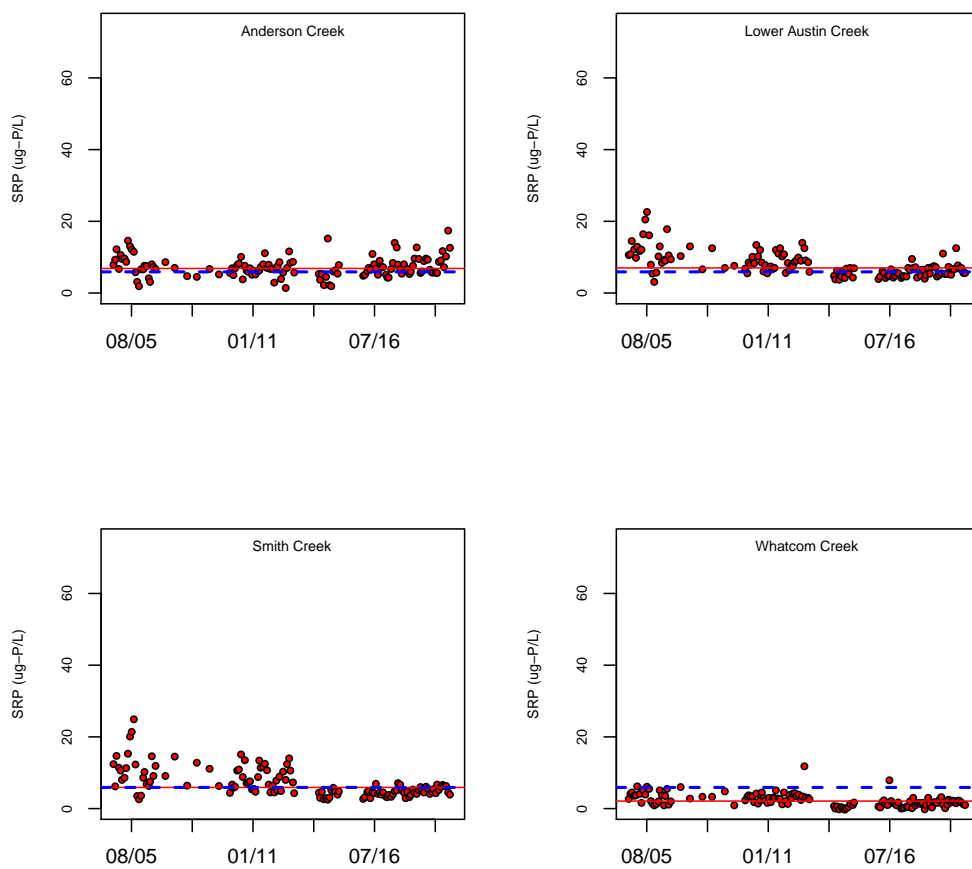 Anderson Creek
SRP (ug−P/L)
60
40
20
0
08/05 01/11 07/16
Lower Austin Creek
SRP (ug−P/L)
60
40
20
0
08/05 01/11 07/16
Smith Creek
SRP (ug−P/L)
60
40
20
0
08/05 01/11 07/16
Whatcom Creek
SRP (ug−P/L)
60
40
20
0
08/05 01/11 07/16